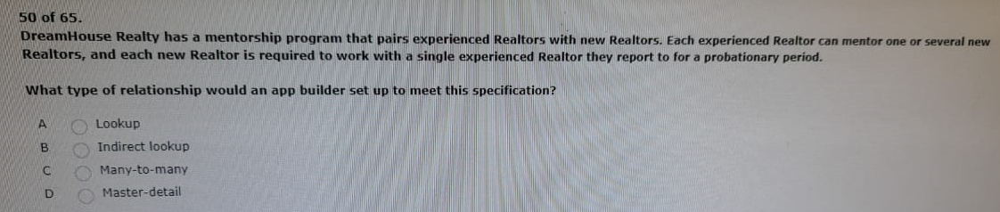 50 of 65.
DreamHouse Realty has a mentorship program that pairs experienced Realtors with new Realtors. Each experienced Realtor can mentor one or several new
Realtors, and each new Realtor is required to work with a single experienced Realtor they report to for a probationary period.
What type of relationship would an app builder set up to meet this specification?
A Lookup
B Indirect lookup
C Many-to-many
D Master-detail